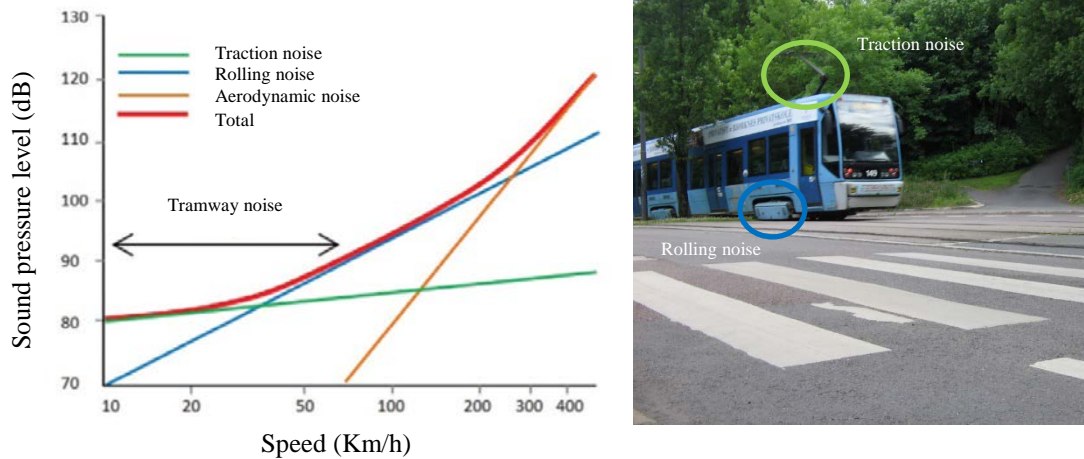 Sound pressure level (dB)
130
120
110
100
90
80
70
Traction noise
Rolling noise
Aerodynamic noise
Total
Tramway noise
10
20
50
100
200
300
400
Speed (Km/h)
Traction noise
149
Rolling noise